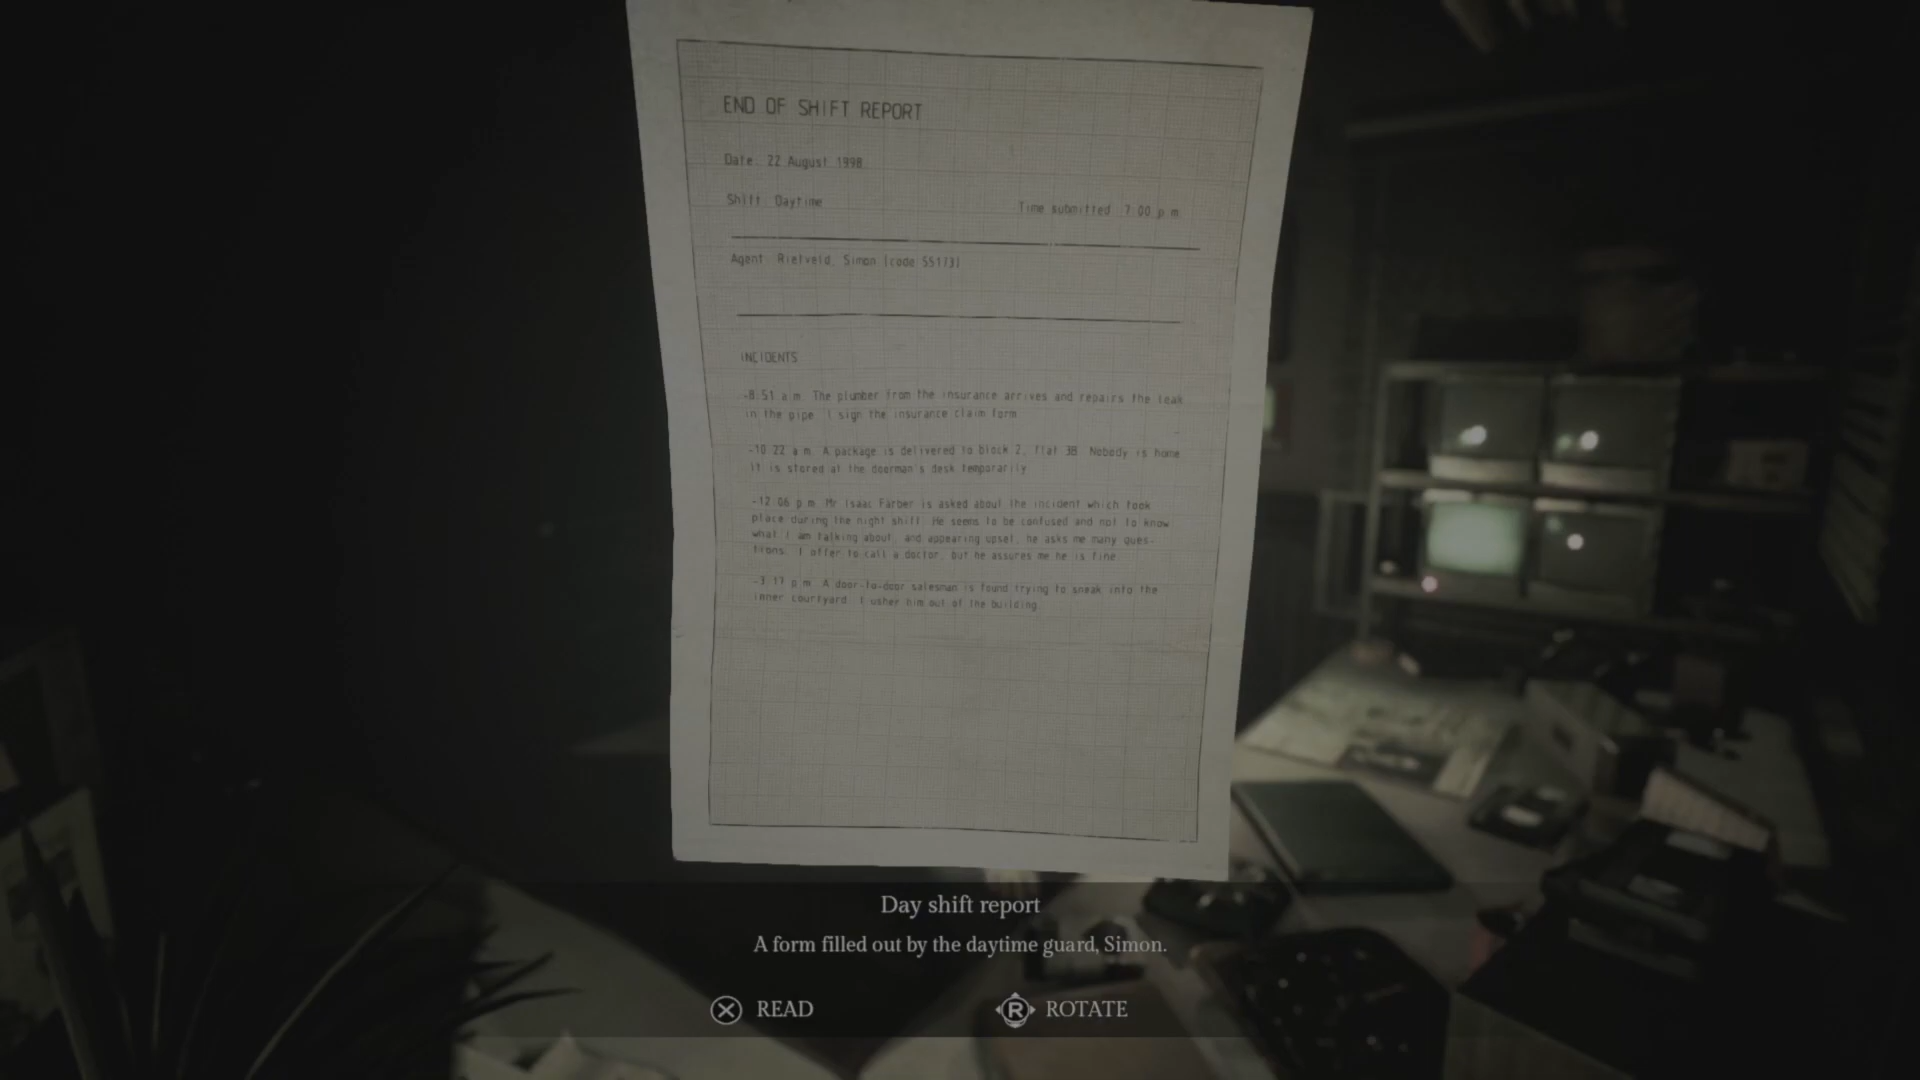 END OF SHIFT REPORT
Date: 22 August 1998
Shift: Daytime
Time submitted: 7:00 p.m.
Agent: Rietveld, Simon (code 55173)
INCIDENTS
-8:51 a.m. The plumber from the insurance arrives and repairs the leak
in the pipe. I sign the insurance claim form.
-10:22 a.m. A package is delivered to block 2, flat 3B. Nobody is home.
It is stored at the doorman's desk temporarily.
-12:06 p.m. Mr Isaac Farber is asked about the incident which took
place during the night shift. He seems to be confused and not to know
what I am talking about, and appearing upset, he asks me many ques-
tions. I offer to call a doctor, but he assures me he is fine.
-3:17 p.m. A door-to-door salesman is found trying to sneak into the
inner courtyard. I usher him out of the building.
Day shift report
A form filled out by the daytime guard, Simon.
READ
R ROTATE